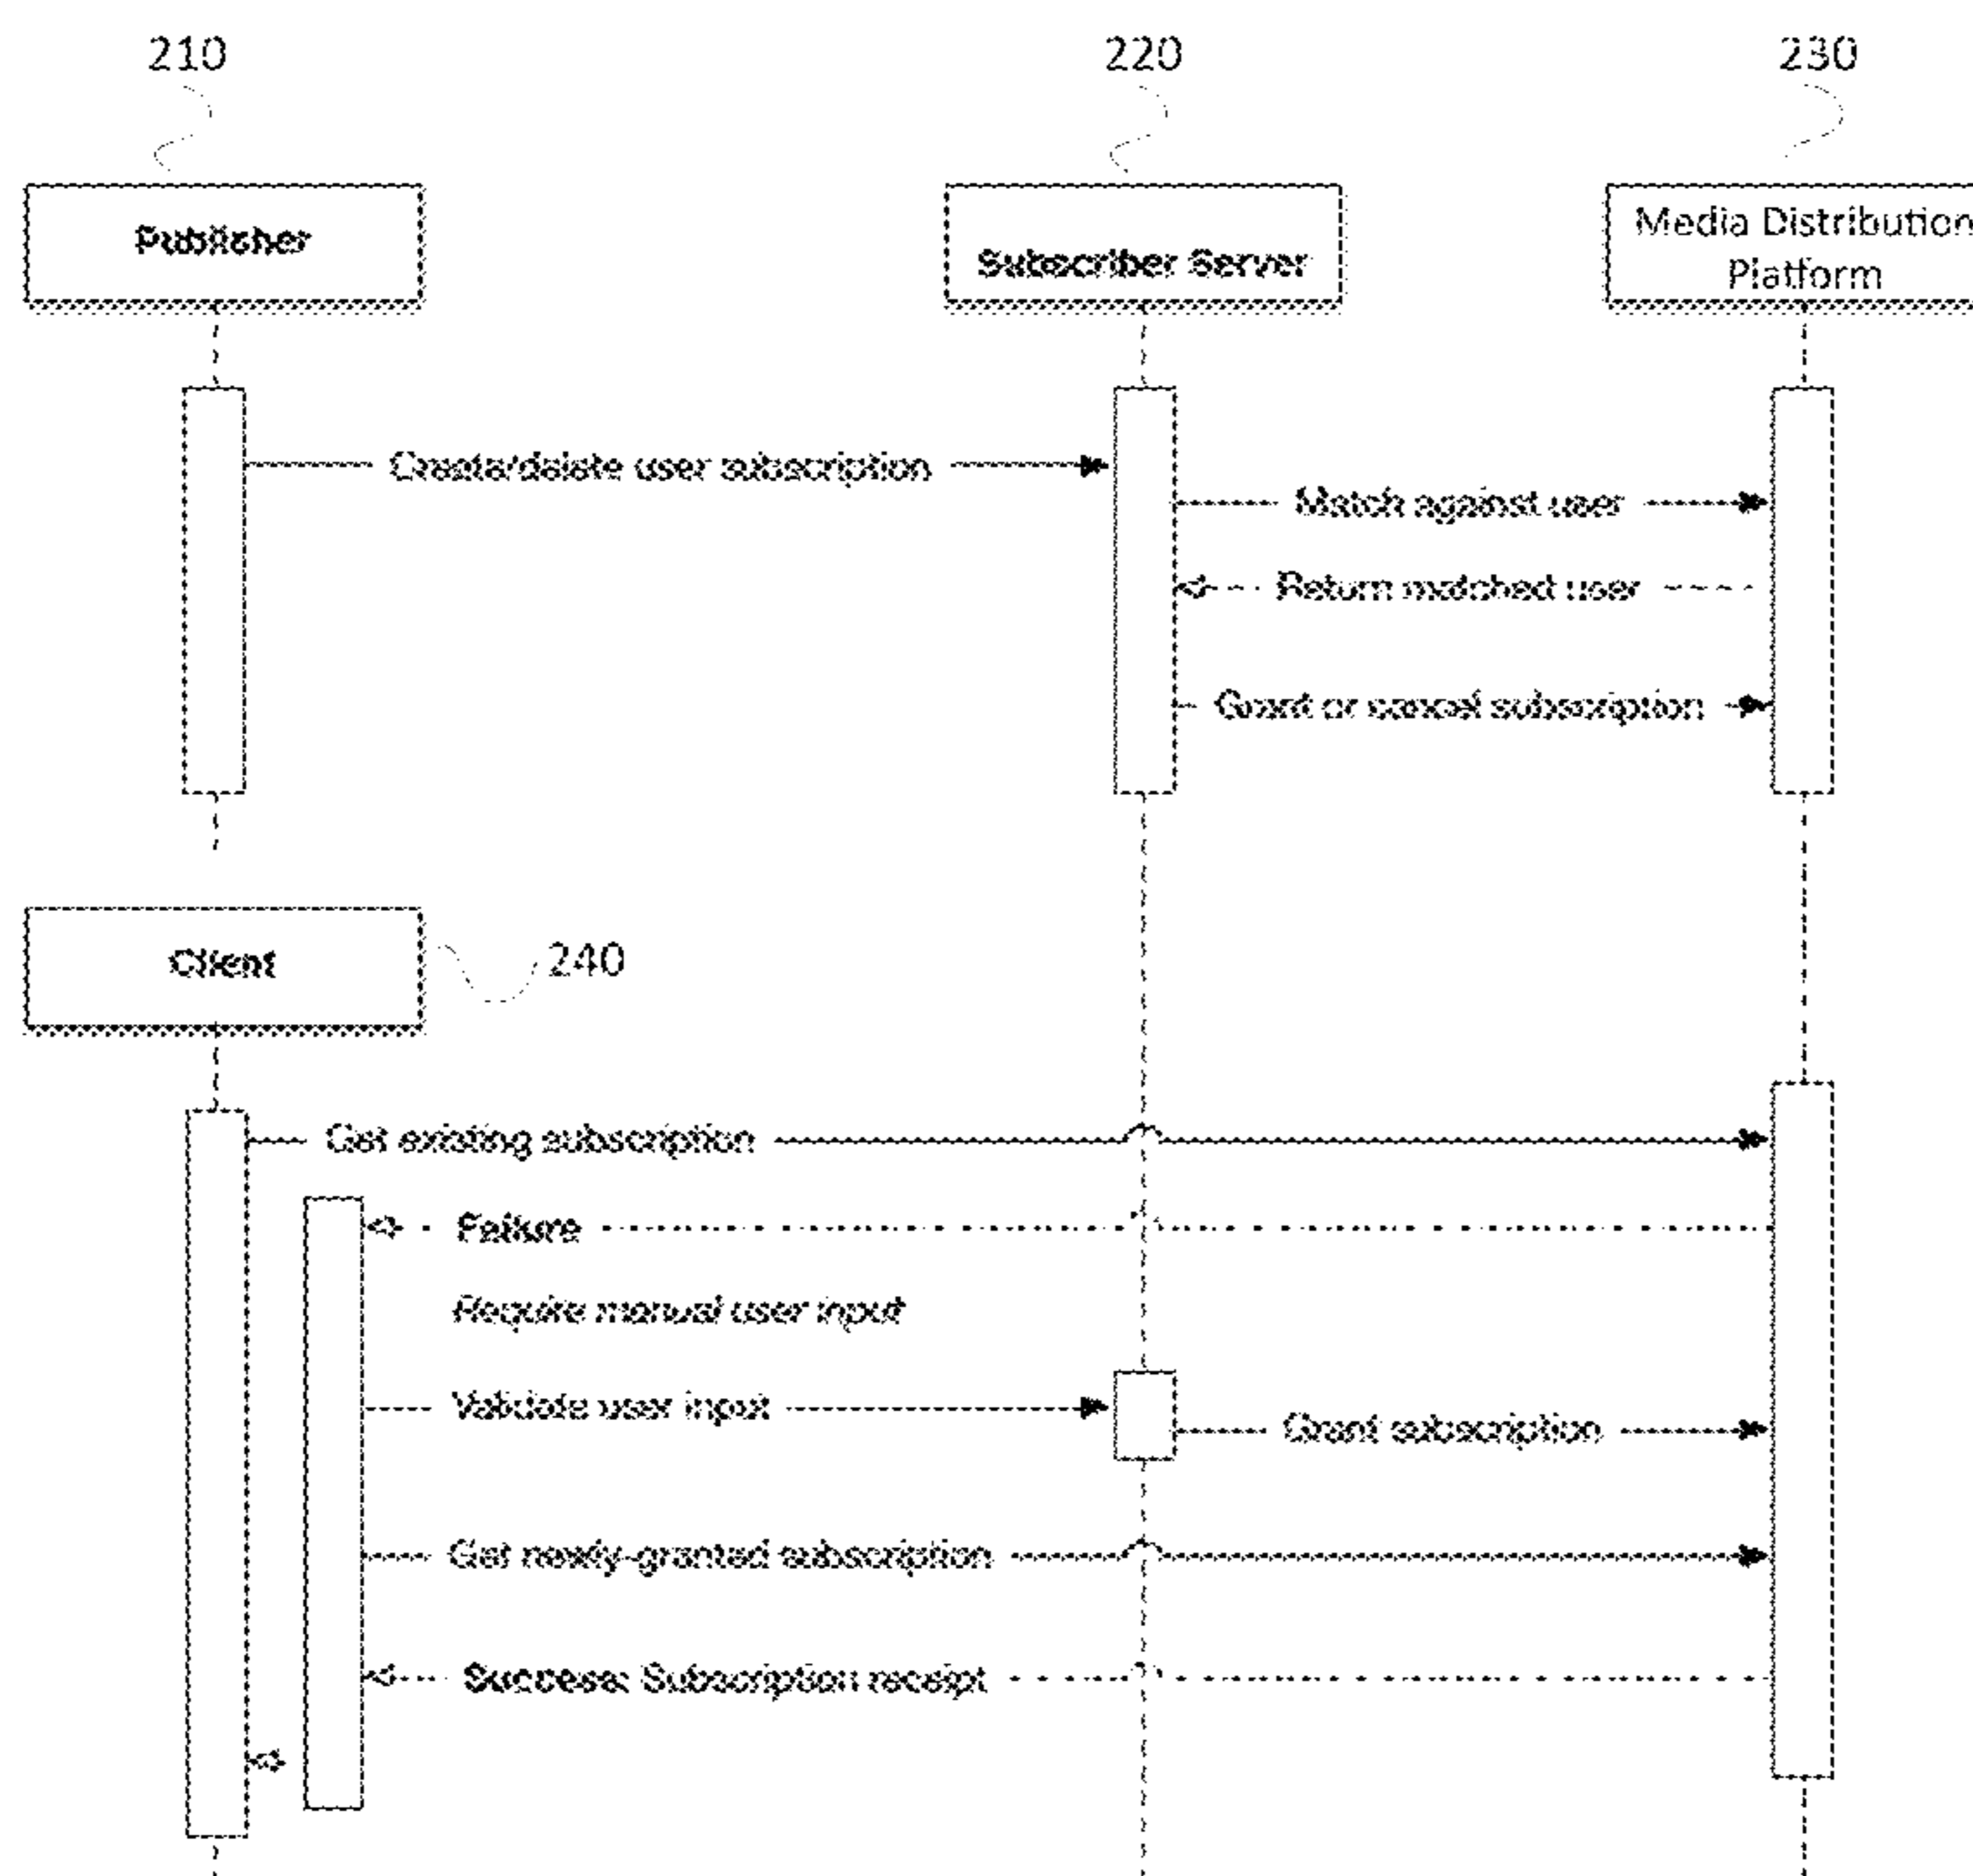 210
220
230
Publisher
Subscriber Server
Media Distribution
Platform
Create/delete user subscription
Match against user
Return matched user
Grant or cancel subscription
Client
240
Get existing subscription
Failure
Require manual user input
Validate user input
Grant subscription
Get newly-granted subscription
Success: Subscription receipt